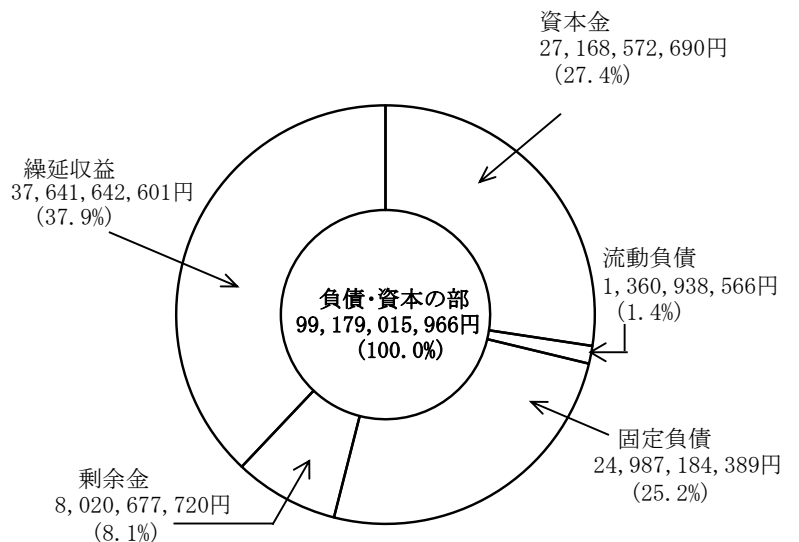 資本金
27,168,572,690円
(27.4%)
繰延収益
37,641,642,601円
(37.9%)
流動負債
1,360,938,566円
(1.4%)
負債・資本の部
99,179,015,966円
(100.0%)
固定負債
24,987,184,389円
(25.2%)
剰余金
8,020,677,720円
(8.1%)